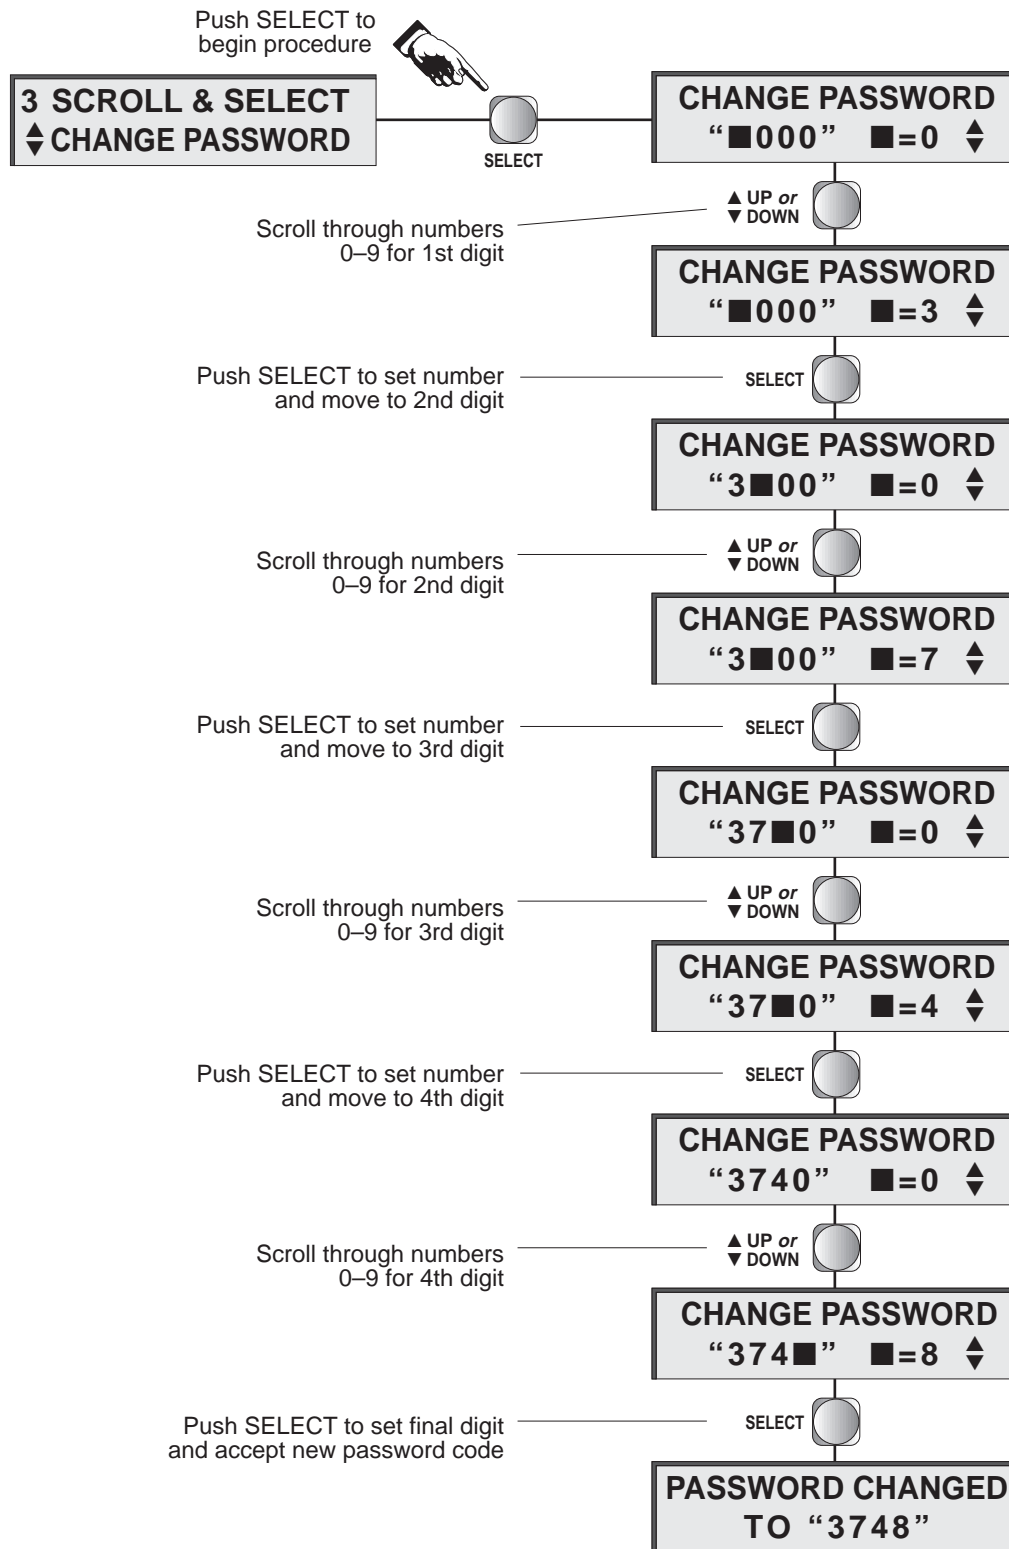 Push SELECT to
begin procedure
3 SCROLL & SELECT
▲▼ CHANGE PASSWORD
SELECT
CHANGE PASSWORD
“■000” ■=0 ▲▼
▲ UP or
▼ DOWN
Scroll through numbers
0–9 for 1st digit
CHANGE PASSWORD
“■000” ■=3 ▲▼
Push SELECT to set number
and move to 2nd digit
SELECT
CHANGE PASSWORD
“3■00” ■=0 ▲▼
▲ UP or
▼ DOWN
Scroll through numbers
0–9 for 2nd digit
CHANGE PASSWORD
“3■00” ■=7 ▲▼
Push SELECT to set number
and move to 3rd digit
SELECT
CHANGE PASSWORD
“37■0” ■=0 ▲▼
▲ UP or
▼ DOWN
Scroll through numbers
0–9 for 3rd digit
CHANGE PASSWORD
“37■0” ■=4 ▲▼
Push SELECT to set number
and move to 4th digit
SELECT
CHANGE PASSWORD
“3740” ■=0 ▲▼
▲ UP or
▼ DOWN
Scroll through numbers
0–9 for 4th digit
CHANGE PASSWORD
“374■” ■=8 ▲▼
Push SELECT to set final digit
and accept new password code
SELECT
PASSWORD CHANGED
TO “3748”